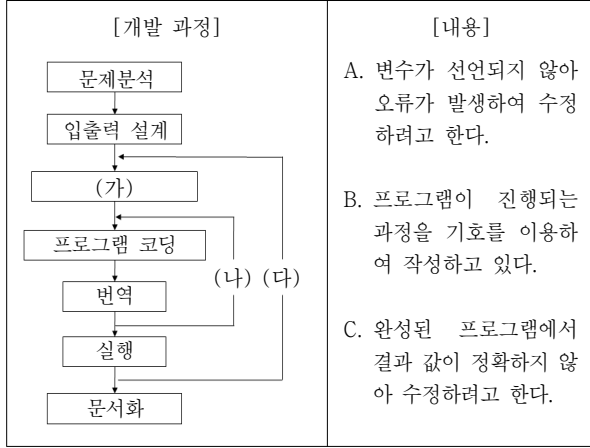 [개발 과정]
문제분석
입출력 설계
(가)
프로그램 코딩
(나) (다)
번역
실행
문서화
[내용]
A. 변수가 선언되지 않아
오류가 발생하여 수정
하려고 한다.
B. 프로그램이 진행되는
과정을 기호를 이용하
여 작성하고 있다.
C. 완성된 프로그램에서
결과 값이 정확하지 않
아 수정하려고 한다.